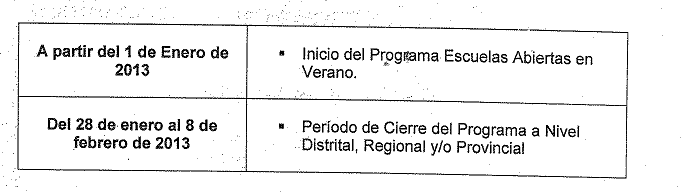 A partir del 1 de Enero de
2013
▪ Inicio del Programa Escuelas Abiertas en
Verano.
Del 28 de enero al 8 de
febrero de 2013
▪ Período de Cierre del Programa a Nivel
Distrital, Regional y/o Provincial